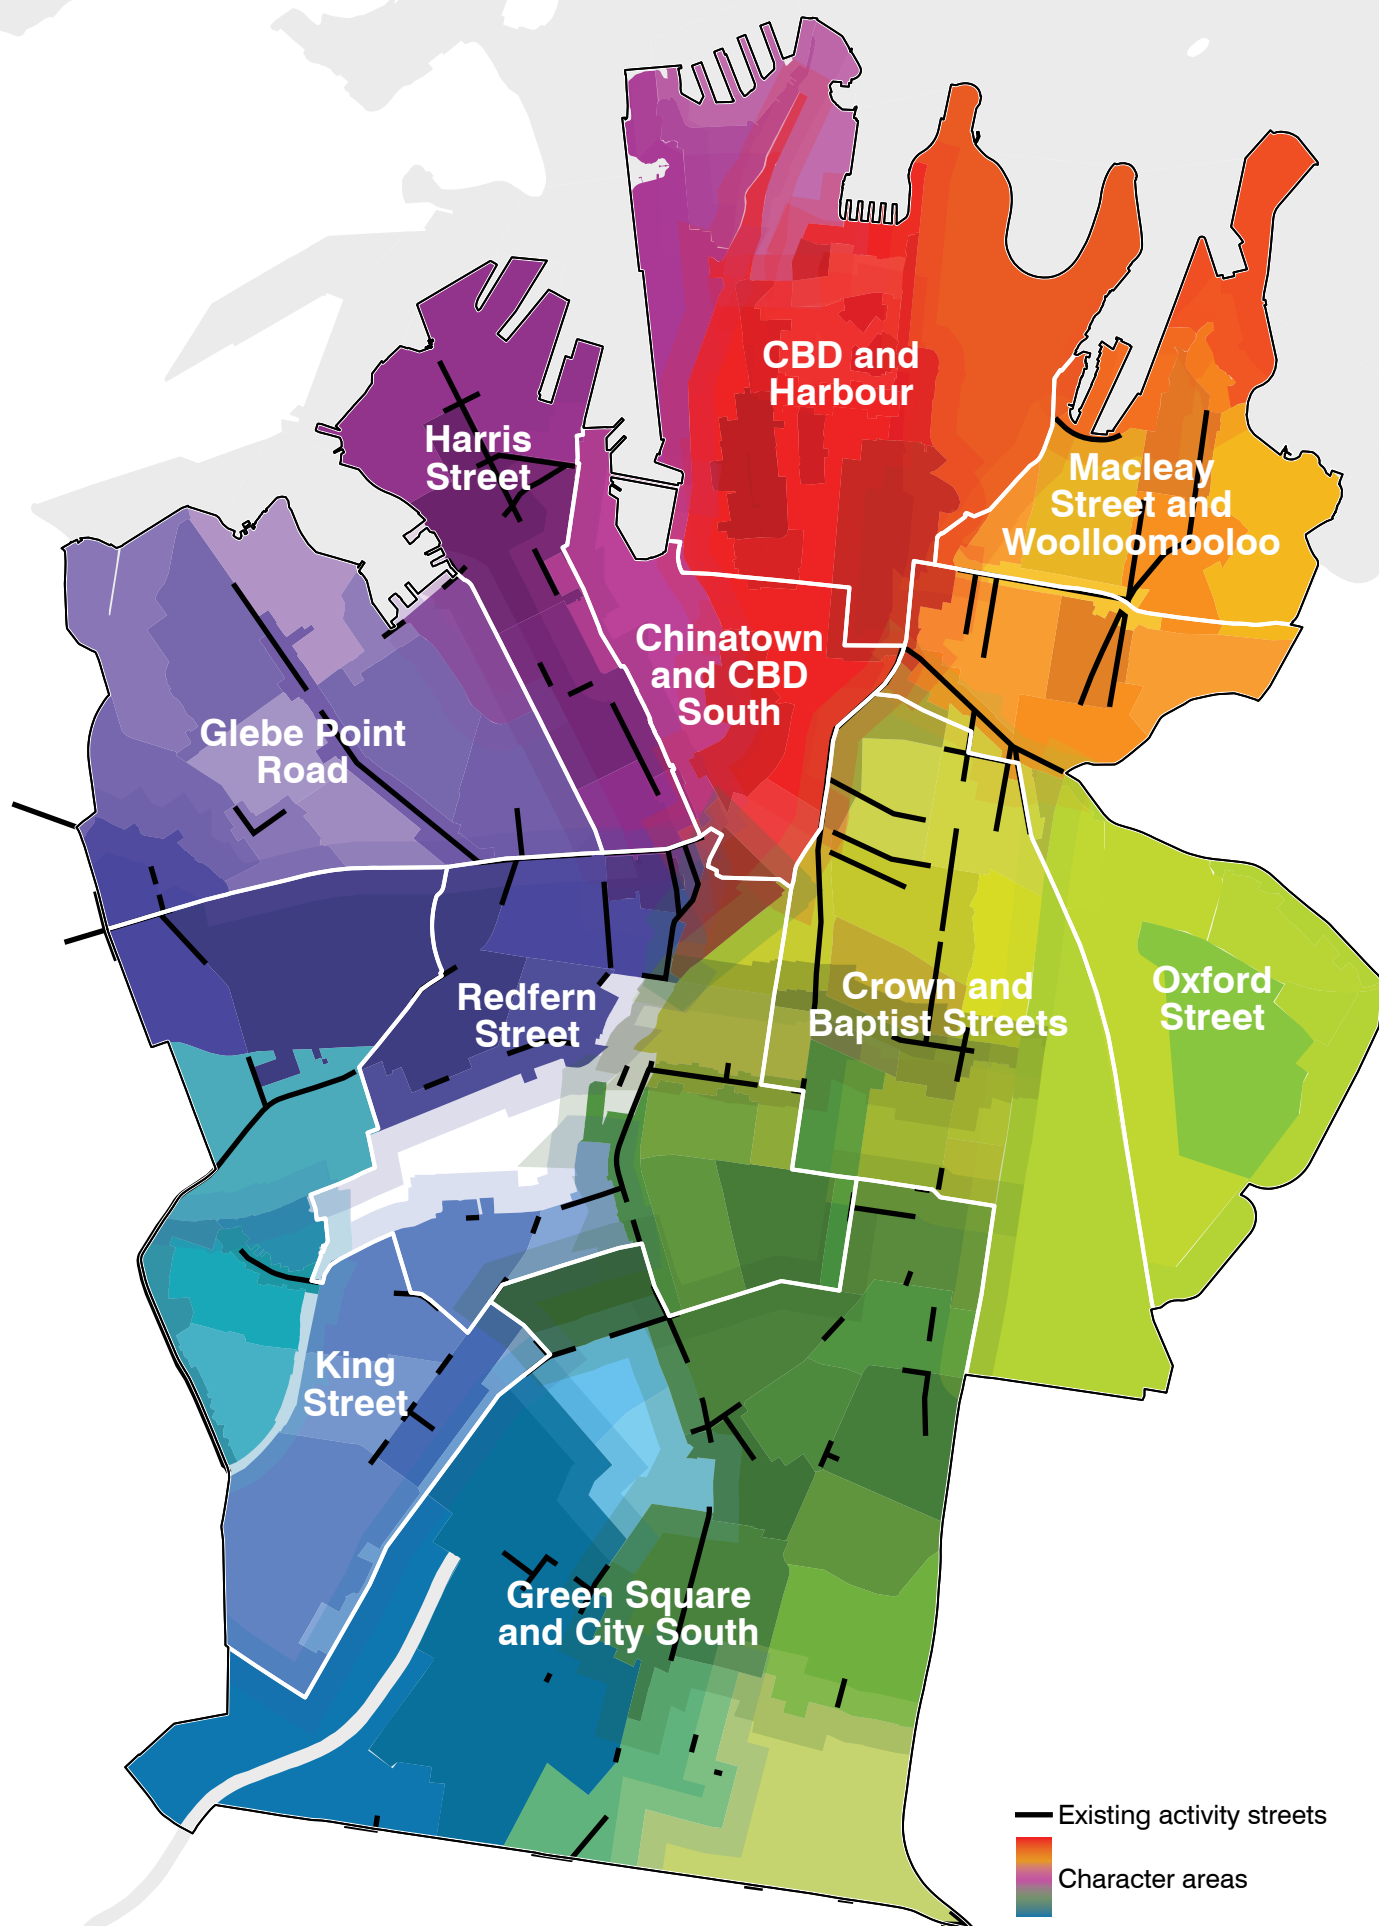 CBD and
Harbour
Harris
Street
Macleay
Street and
Woolloomooloo
Chinatown
and CBD
South
Glebe Point
Road
Redfern
Street
Crown and
Baptist Streets
Oxford
Street
King
Street
Green Square
and City South
Existing activity streets
Character areas